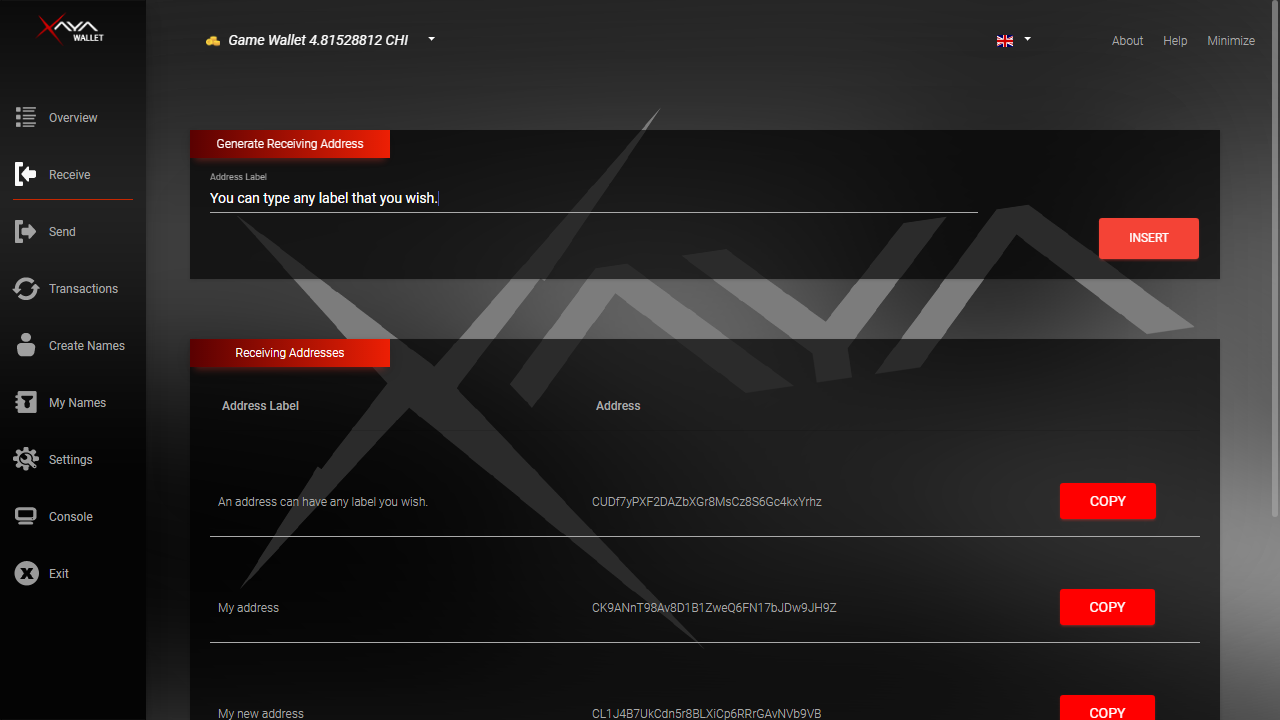 XAYA
WALLET
Game Wallet 4.81528812 CHI
About Help Minimize
Overview
Receive
Send
Transactions
Create Names
My Names
Settings
Console
Exit
Generate Receiving Address
Address Label
You can type any label that you wish.
INSERT
Receiving Addresses
Address Label Address
An address can have any label you wish. CUDf7yPXF2DAZbXGr8MsCz8S6Gc4kxYrhz COPY
My address CK9ANnT98Av8D1B1ZweQ6FN17bJDw9JH9Z COPY
My new address CL1J4B7UkCdn5r8BLXiCp6RRrGAvNVb9VB COPY